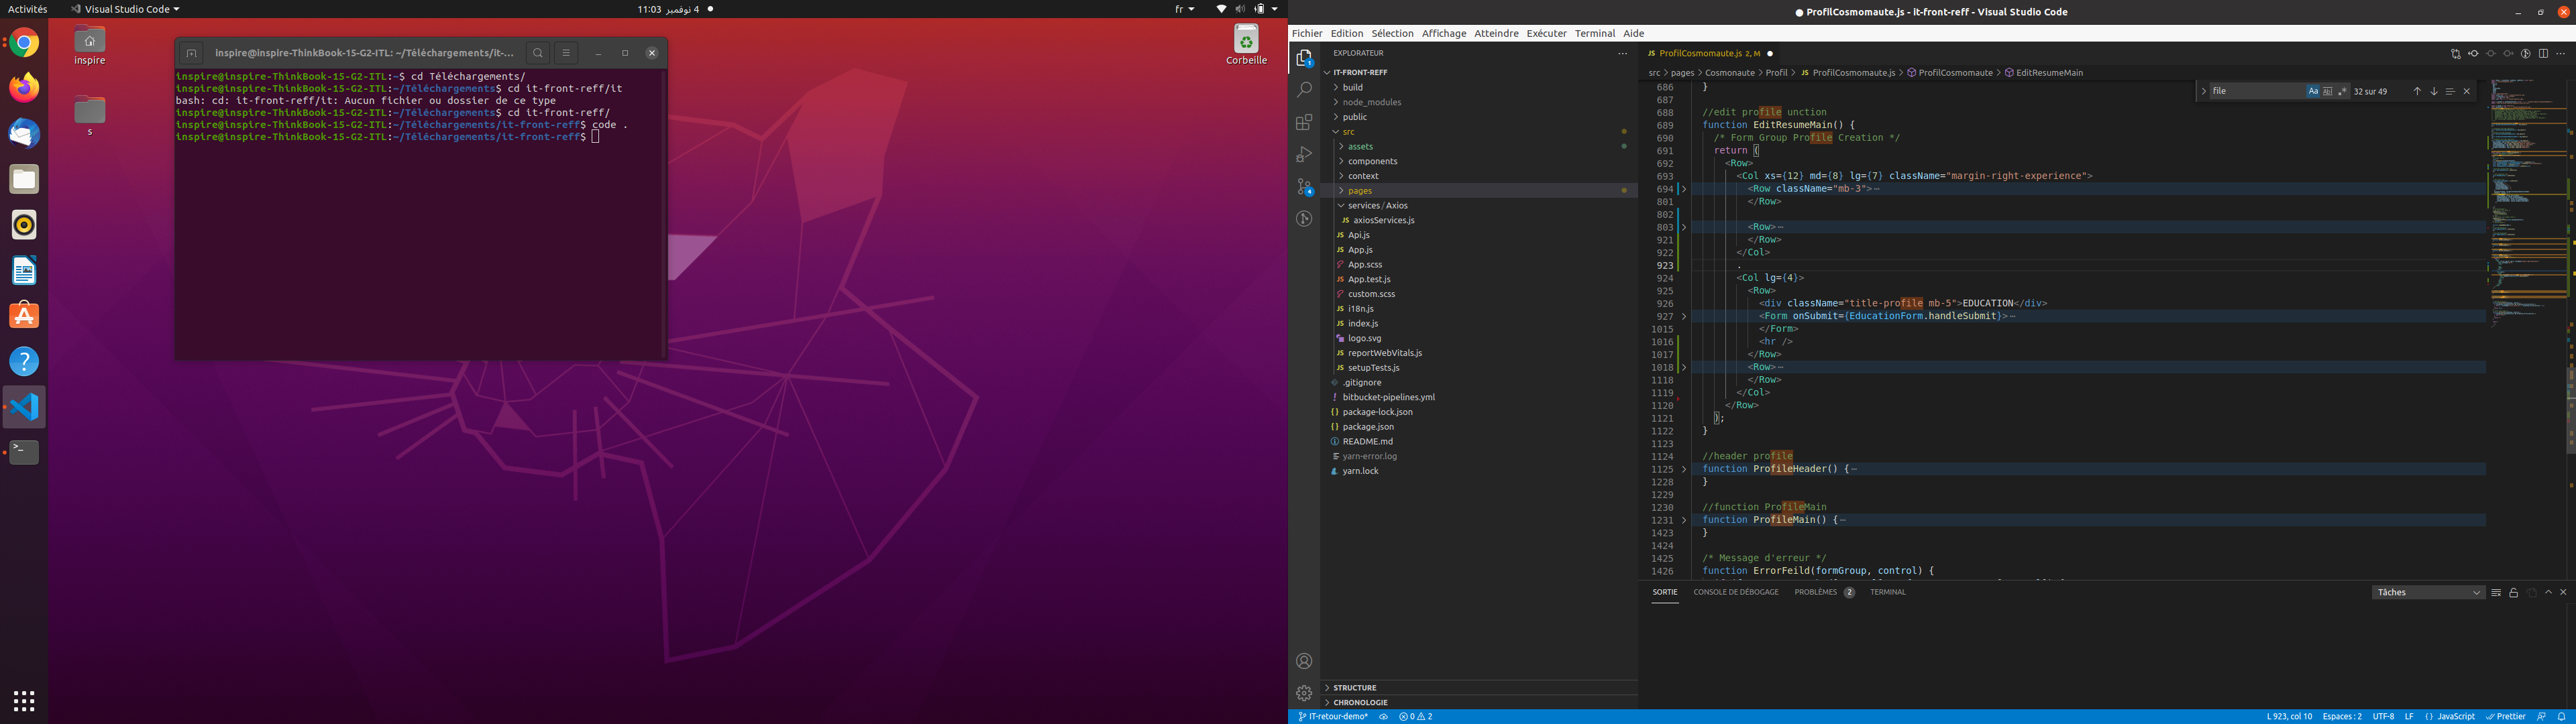 Activités
Visual Studio Code
11:03 نوفمبر 4
fr
inspire
s
Corbeille
inspire@inspire-ThinkBook-15-G2-ITL: ~/Téléchargements/it-...
inspire@inspire-ThinkBook-15-G2-ITL:~$ cd Téléchargements/
inspire@inspire-ThinkBook-15-G2-ITL:~/Téléchargements$ cd it-front-reff/it
bash: cd: it-front-reff/it: Aucun fichier ou dossier de ce type
inspire@inspire-ThinkBook-15-G2-ITL:~/Téléchargements$ cd it-front-reff/
inspire@inspire-ThinkBook-15-G2-ITL:~/Téléchargements/it-front-reff$ code .
inspire@inspire-ThinkBook-15-G2-ITL:~/Téléchargements/it-front-reff$
● ProfilCosmomaute.js - it-front-reff - Visual Studio Code
Fichier Edition Sélection Affichage Atteindre Exécuter Terminal Aide
EXPLORATEUR
IT-FRONT-REFF
build
node_modules
public
src
assets
components
context
pages
services / Axios
JS axiosServices.js
JS Api.js
JS App.js
App.scss
JS App.test.js
custom.scss
JS i18n.js
JS index.js
logo.svg
JS reportWebVitals.js
JS setupTests.js
.gitignore
! bitbucket-pipelines.yml
{} package-lock.json
{} package.json
README.md
yarn-error.log
yarn.lock
STRUCTURE
CHRONOLOGIE
JS ProfilCosmomaute.js 2, M ●
src > pages > Cosmonaute > Profil > JS ProfilCosmomaute.js > ProfilCosmomaute > EditResumeMain
file
Aa
32 sur 49
686 }
687
688 //edit profile unction
689 function EditResumeMain() {
690 /* Form Group Profile Creation */
691 return (
692 <Row>
693 <Col xs={12} md={8} lg={7} className="margin-right-experience">
694 <Row className="mb-3">…
801 </Row>
802
803 <Row>…
921 </Row>
922 </Col>
923 .
924 <Col lg={4}>
925 <Row>
926 <div className="title-profile mb-5">EDUCATION</div>
927 <Form onSubmit={EducationForm.handleSubmit}>…
1015 </Form>
1016 <hr />
1017 </Row>
1018 <Row>…
1118 </Row>
1119 </Col>
1120 </Row>
1121 );
1122 }
1123
1124 //header profile
1125 function ProfileHeader() {…
1228 }
1229
1230 //function ProfileMain
1231 function ProfileMain() {…
1423 }
1424
1425 /* Message d'erreur */
1426 function ErrorFeild(formGroup, control) {
SORTIE CONSOLE DE DÉBOGAGE PROBLÈMES 2 TERMINAL
Tâches
IT-retour-demo*
0 2
L 923, col 10 Espaces : 2 UTF-8 LF {} JavaScript Prettier